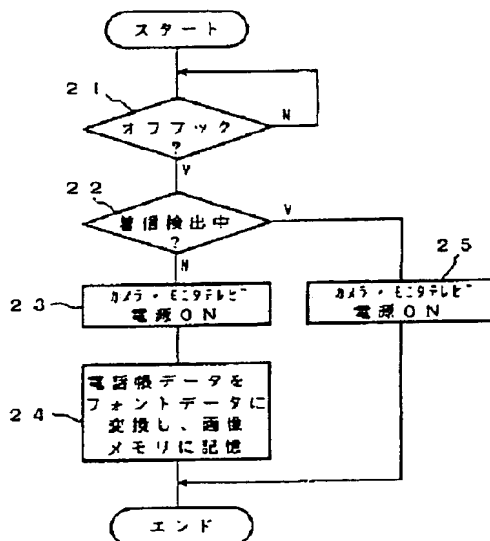 スタート
21
N
オフフック
?
Y
22
着信検出中
?
Y
N
25
23
カメラ・モニタテレビ
電源ON
カメラ・モニタテレビ
電源ON
24
電話帳データを
フォントデータに
変換し、画像
メモリに記憶
エンド